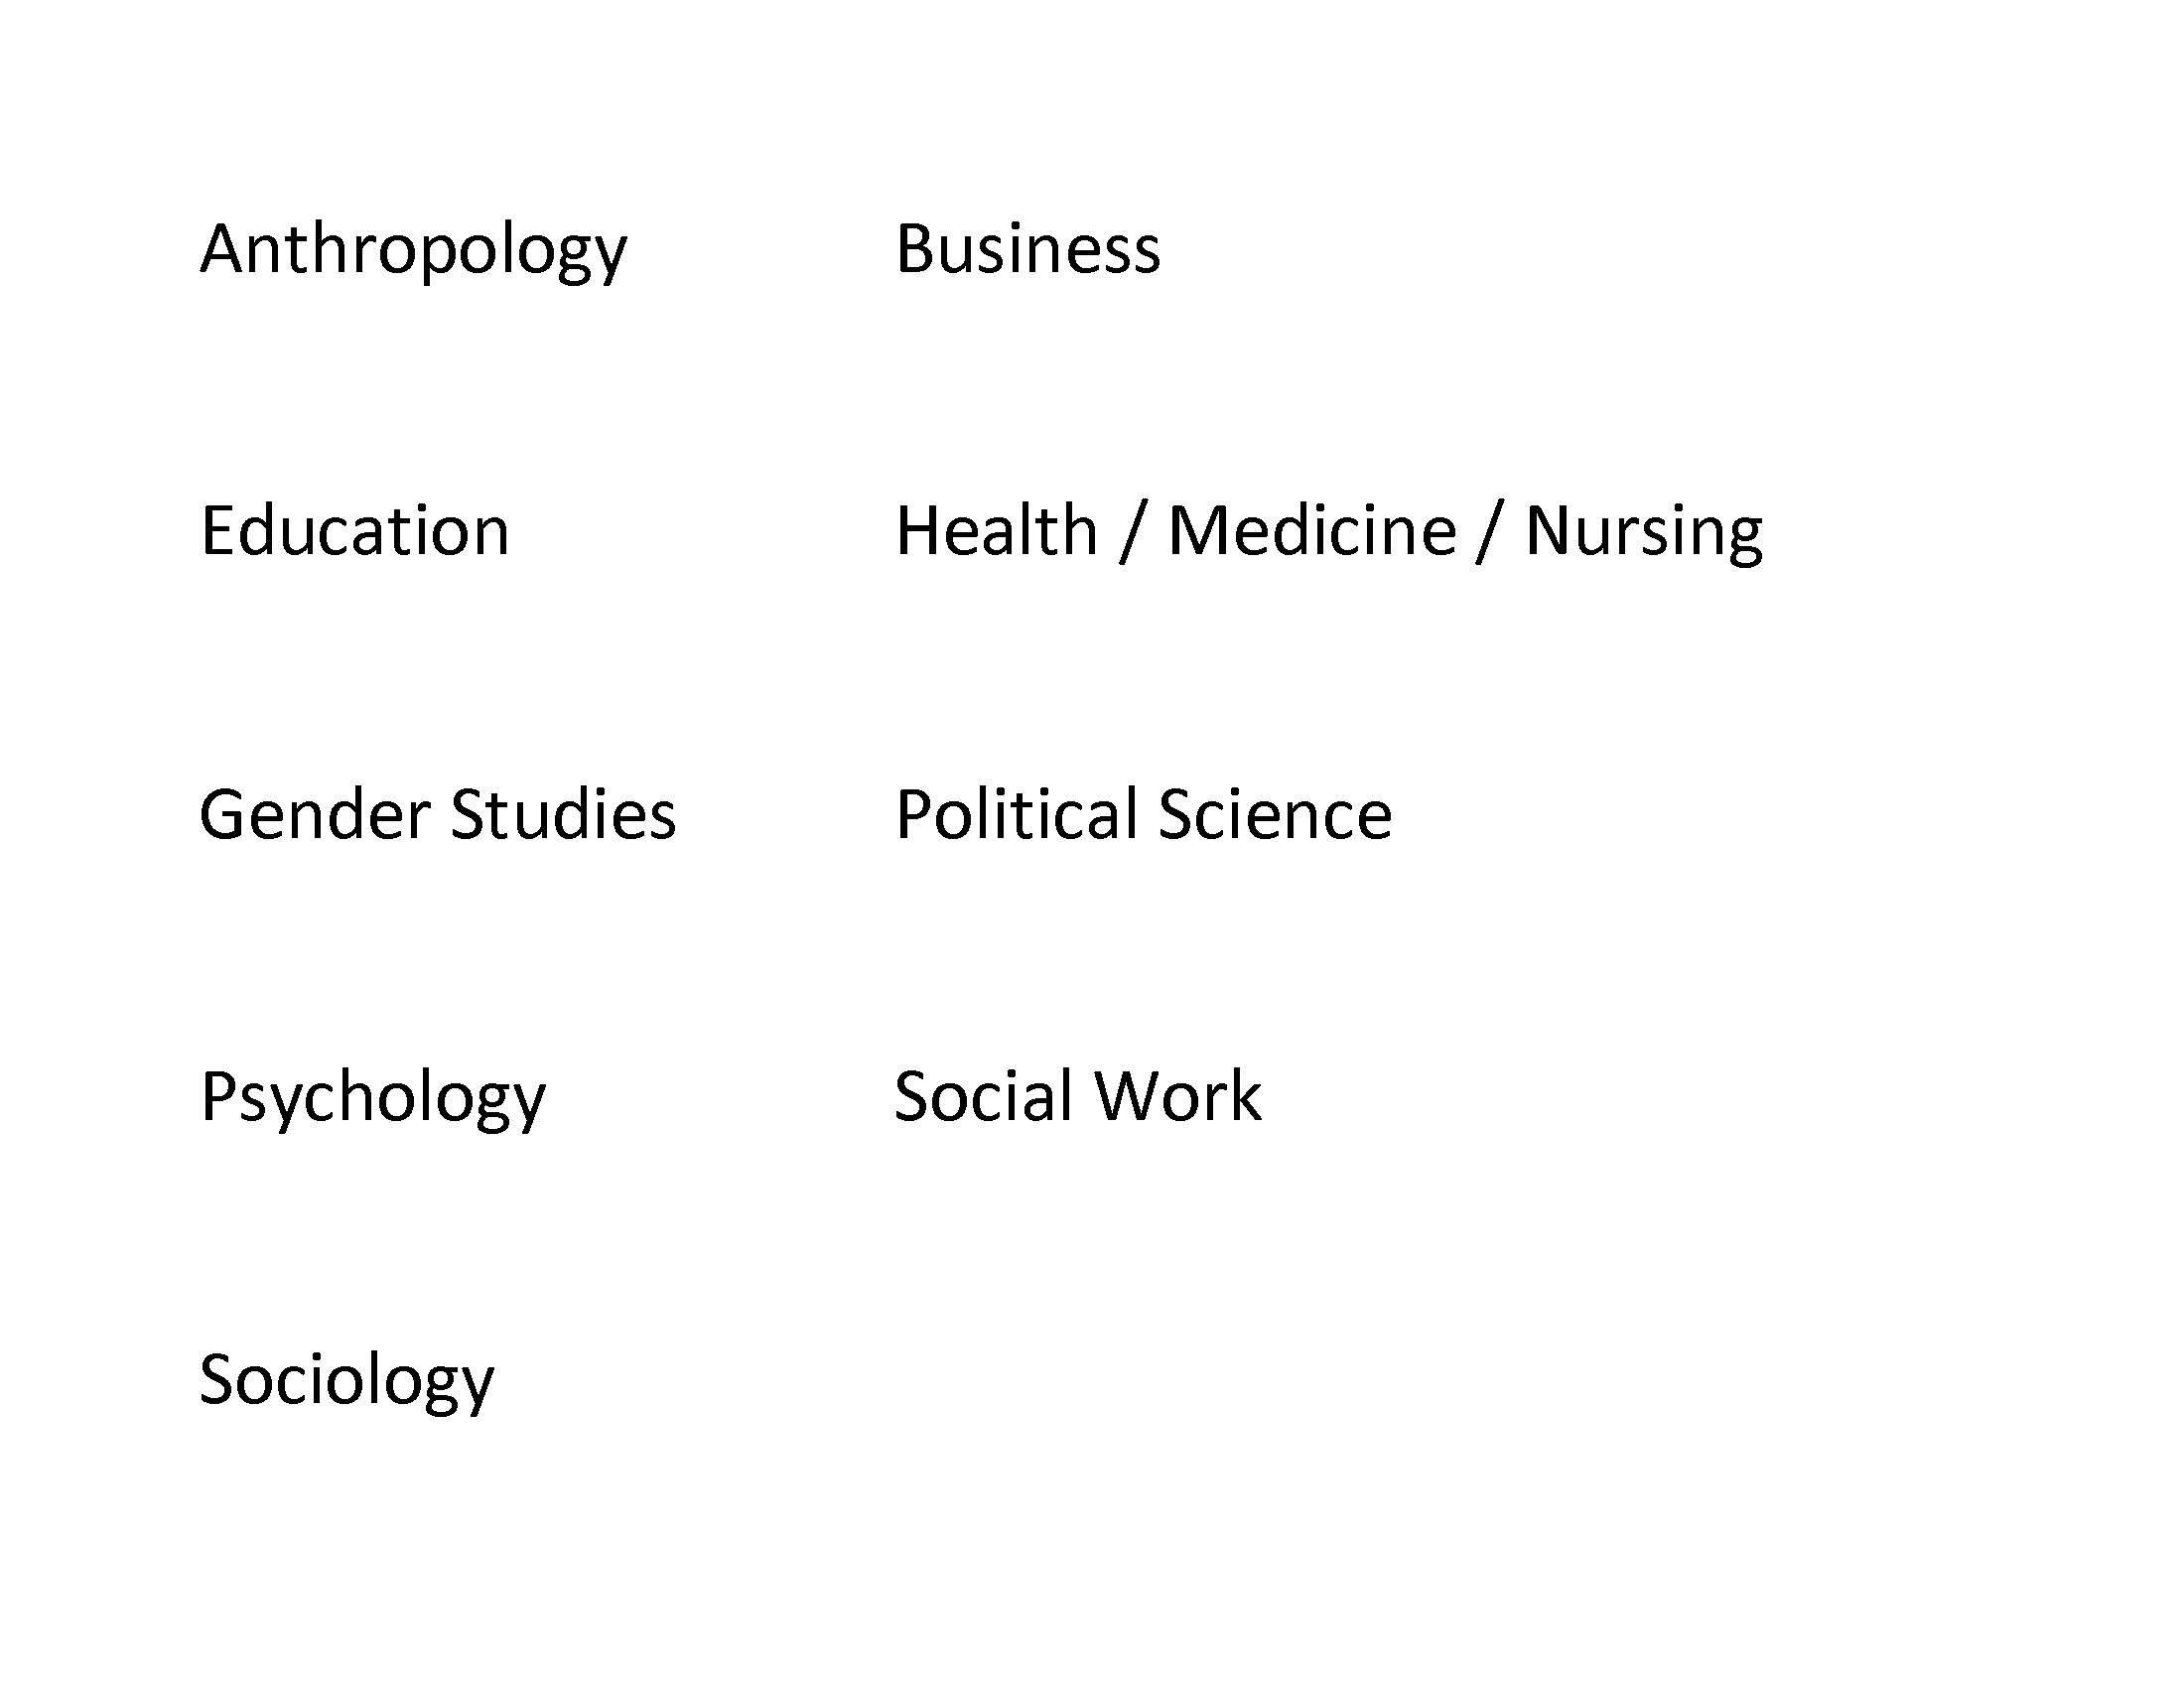 Anthropology Business
Education Health / Medicine / Nursing
Gender Studies Political Science
Psychology Social Work
Sociology